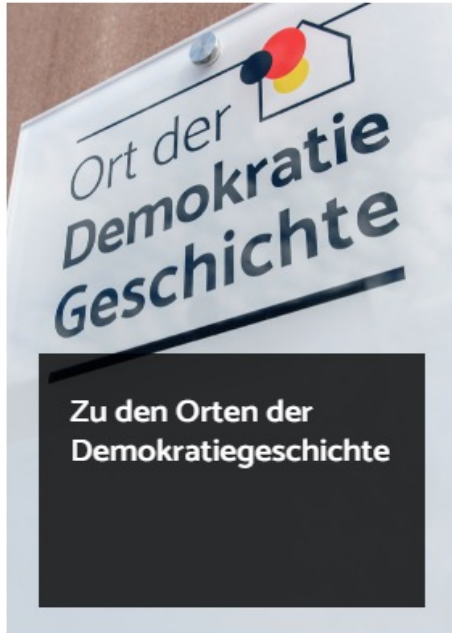 Ort der
Demokratie
Geschichte
Zu den Orten der
Demokratiegeschichte